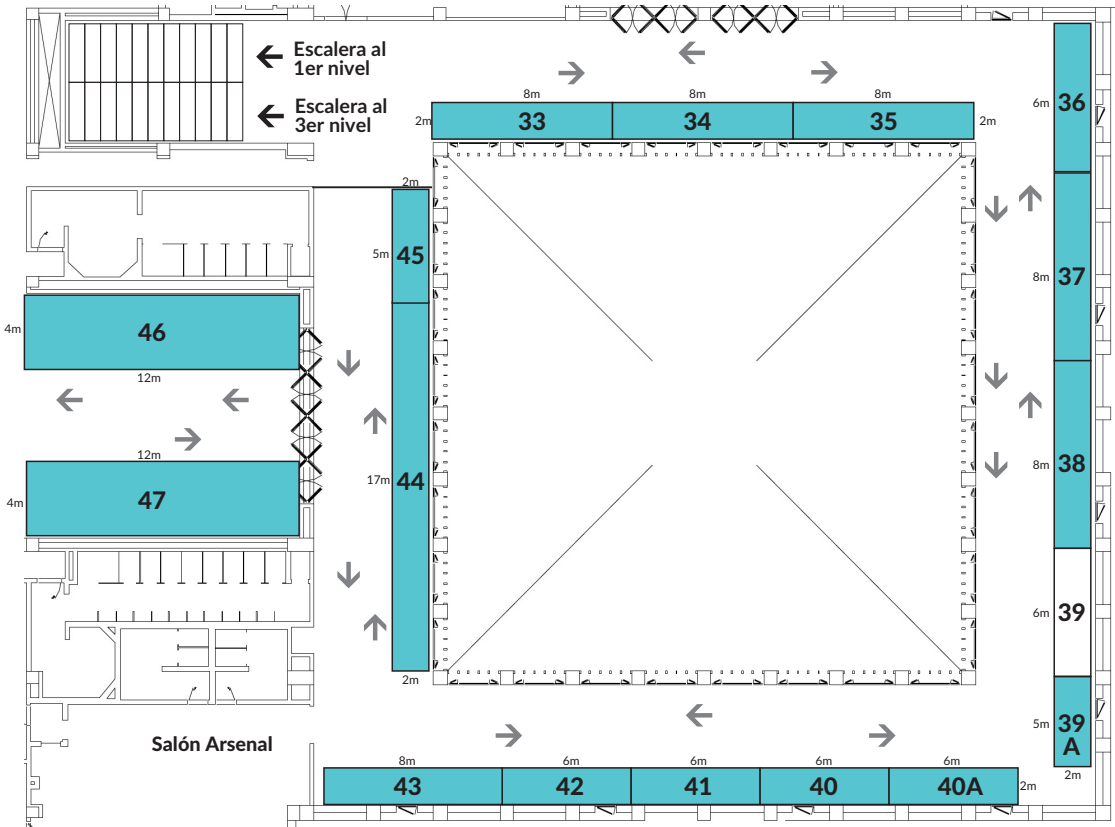 Escalera al
1er nivel
Escalera al
3er nivel
8m
8m
8m
2m
33
34
35
2m
6m
36
2m
5m
45
8m
37
4m
46
12m
12m
4m
47
17m
44
2m
8m
38
6m
39
5m
39
A
2m
Salón Arsenal
8m
6m
6m
6m
6m
43
42
41
40
40A
2m